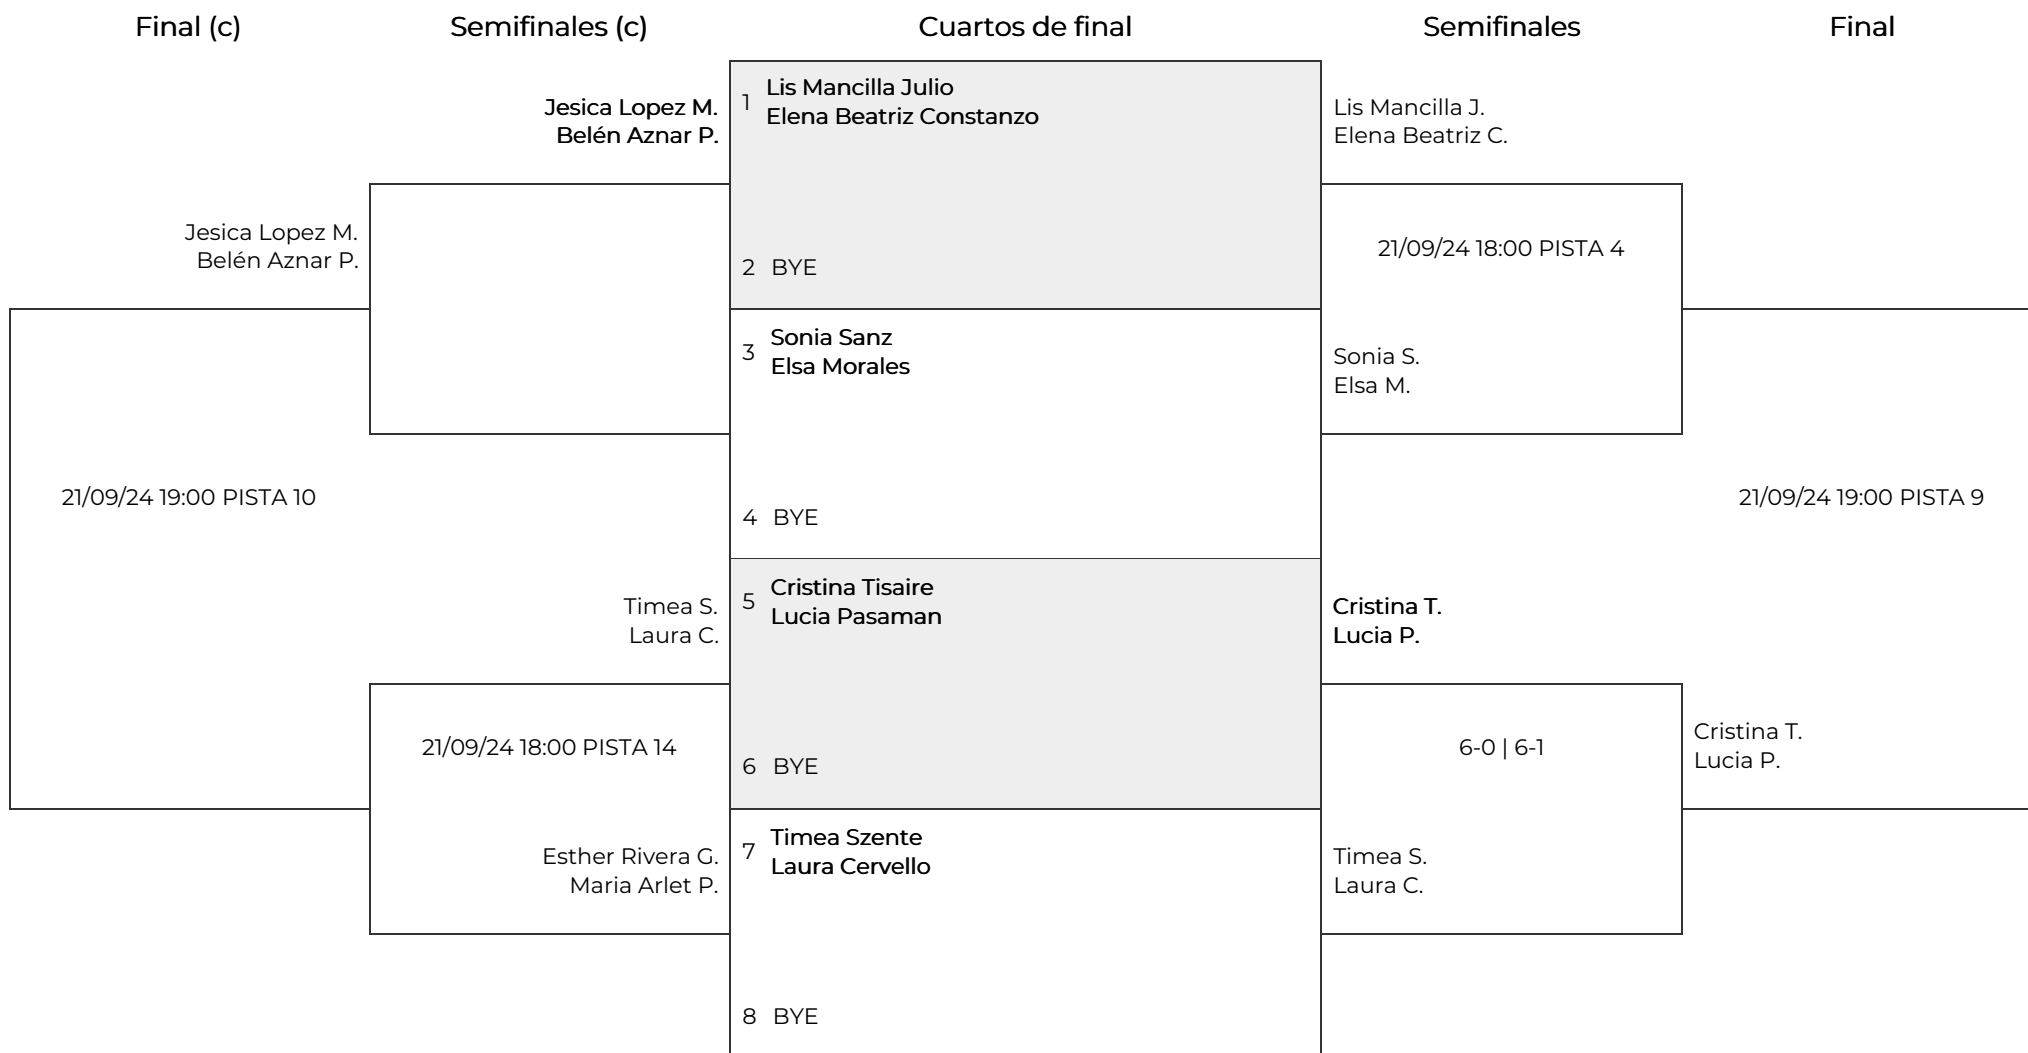 Final (c)
Semifinales (c)
Cuartos de final
Semifinales
Final
Jesica Lopez M.
Belén Aznar P.
21/09/24 19:00 PISTA 10
Jesica Lopez M.
Belén Aznar P.
Timea S.
Laura C.
21/09/24 18:00 PISTA 14
Esther Rivera G.
Maria Arlet P.
1 Lis Mancilla Julio
Elena Beatriz Constanzo
2 BYE
3 Sonia Sanz
Elsa Morales
4 BYE
5 Cristina Tisaire
Lucia Pasaman
6 BYE
7 Timea Szente
Laura Cervello
8 BYE
Lis Mancilla J.
Elena Beatriz C.
21/09/24 18:00 PISTA 4
Sonia S.
Elsa M.
Cristina T.
Lucia P.
6-0 | 6-1
Timea S.
Laura C.
21/09/24 19:00 PISTA 9
Cristina T.
Lucia P.